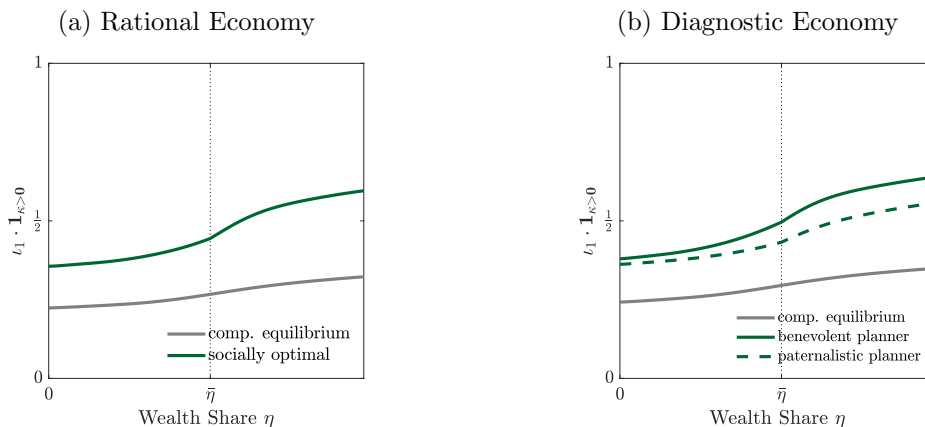 (a) Rational Economy
1
1/2
0
ι₁ · 𝟏κ>0
comp. equilibrium
socially optimal
0
η̄
Wealth Share η
(b) Diagnostic Economy
1
1/2
0
ι₁ · 𝟏κ>0
comp. equilibrium
benevolent planner
paternalistic planner
0
η̄
Wealth Share η